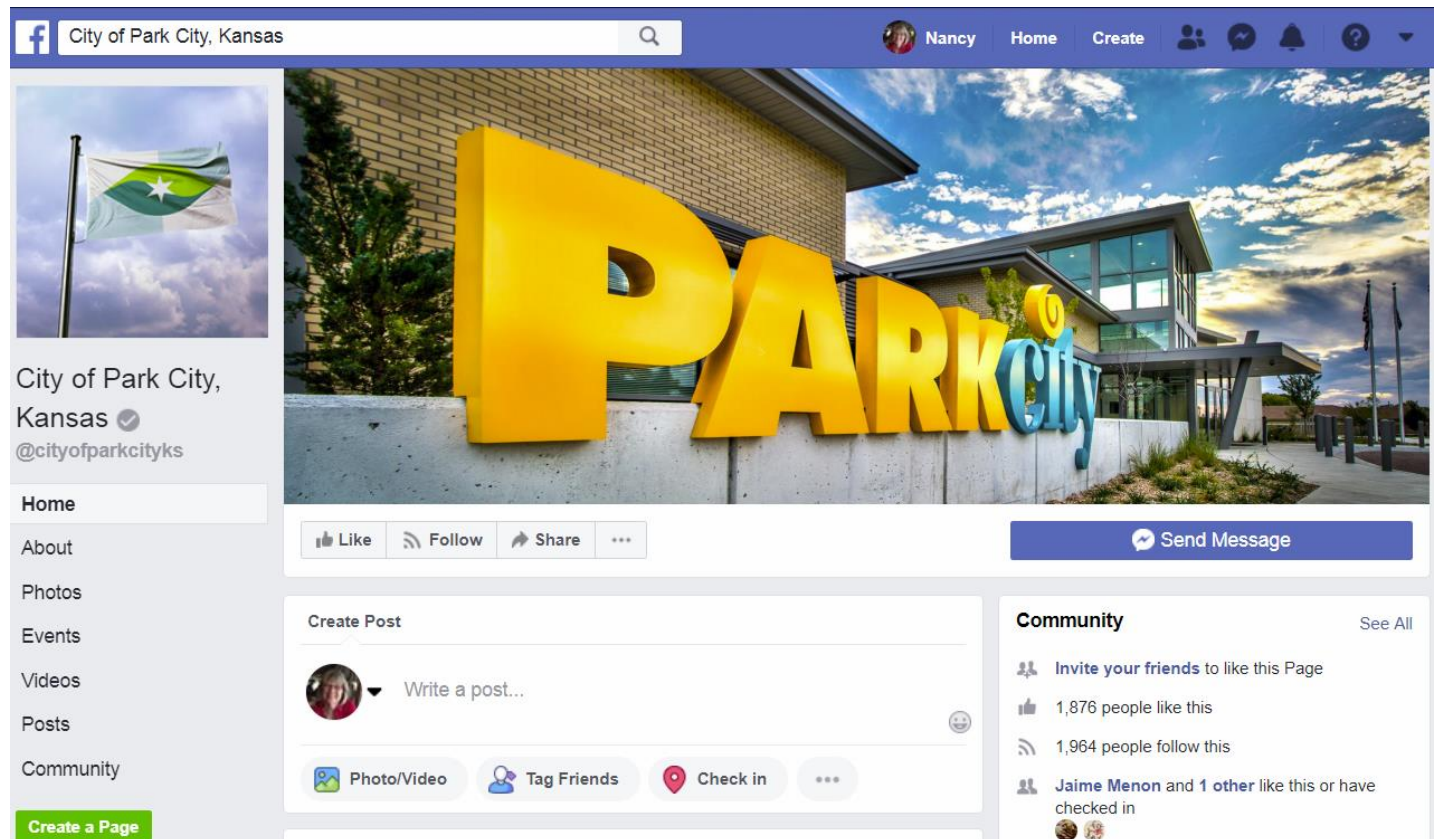 City of Park City, Kansas
Nancy
Home
Create
PARKcity
City of Park City,
Kansas
@cityofparkcityks
Home
About
Photos
Events
Videos
Posts
Community
Create a Page
Like
Follow
Share
Send Message
Create Post
Write a post...
Photo/Video
Tag Friends
Check in
Community
See All
Invite your friends to like this Page
1,876 people like this
1,964 people follow this
Jaime Menon and 1 other like this or have
checked in